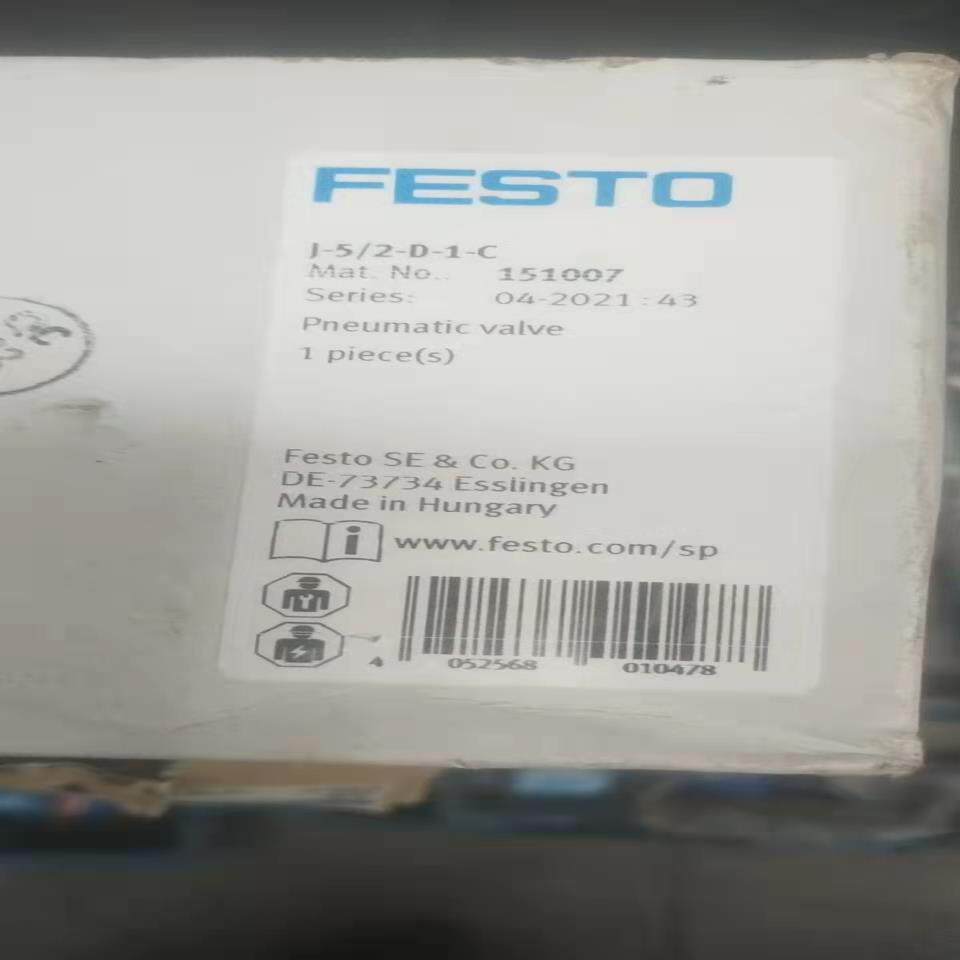 FESTO
J-5/2-D-1-C
Mat. No.: 151007
Series: 04-2021:43
Pneumatic valve
1 piece(s)
Festo SE & Co. KG
DE-73734 Esslingen
Made in Hungary
www.festo.com/sp
4 052568 010478